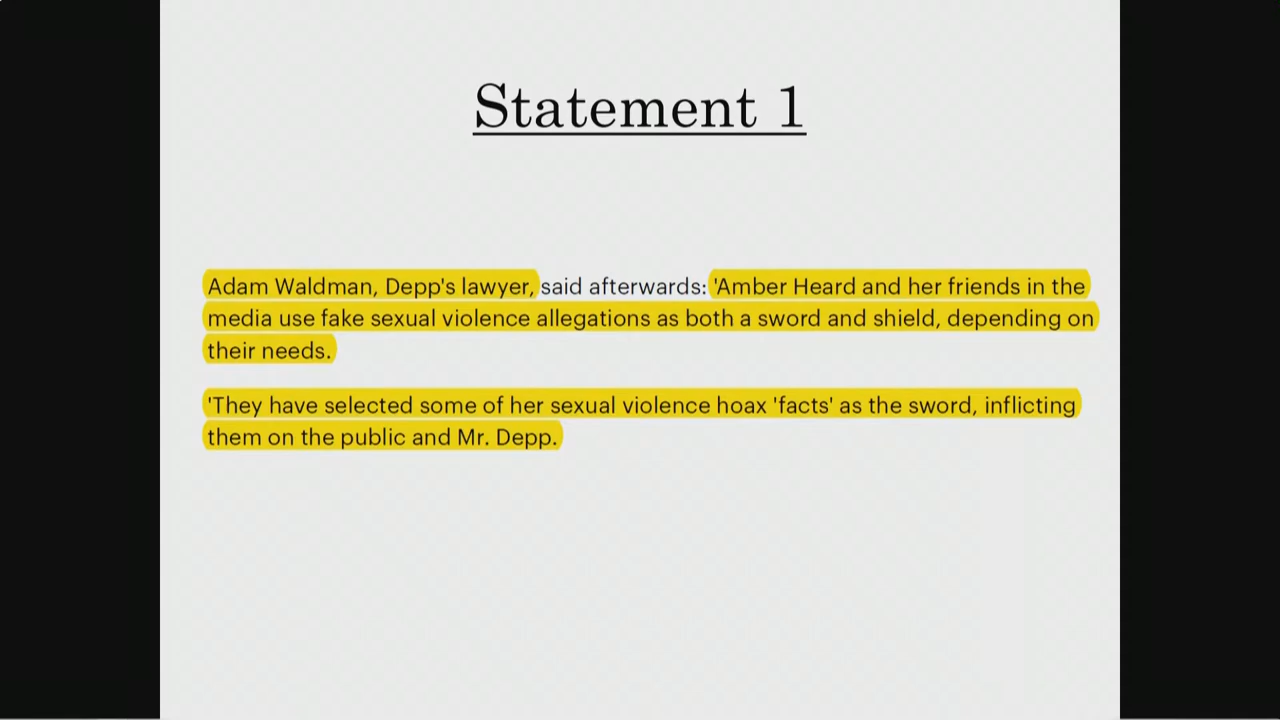 Statement 1
Adam Waldman, Depp's lawyer, said afterwards: 'Amber Heard and her friends in the
media use fake sexual violence allegations as both a sword and shield, depending on
their needs.
'They have selected some of her sexual violence hoax 'facts' as the sword, inflicting
them on the public and Mr. Depp.